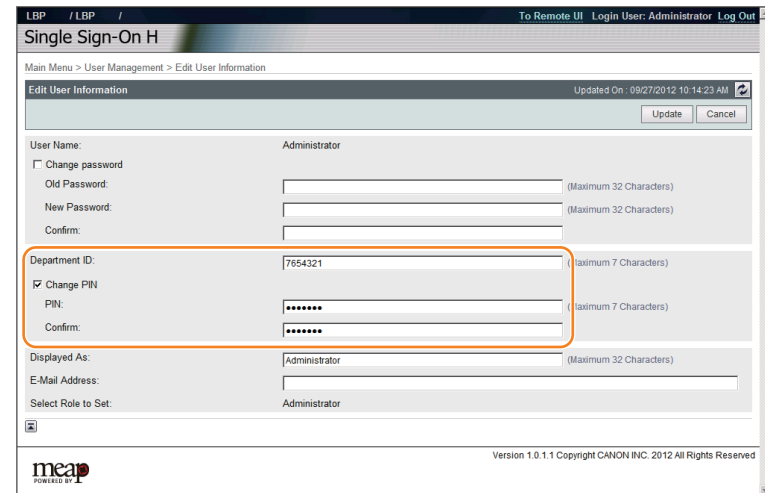 LBP /LBP / To Remote UI Login User: Administrator Log Out
Single Sign-On H
Main Menu > User Management > Edit User Information
Edit User Information Updated On : 09/27/2012 10:14:23 AM
Update Cancel
User Name: Administrator
Change password
Old Password: (Maximum 32 Characters)
New Password: (Maximum 32 Characters)
Confirm:
Department ID: 7654321 (Maximum 7 Characters)
Change PIN
PIN: ••••••• (Maximum 7 Characters)
Confirm: •••••••
Displayed As: Administrator (Maximum 32 Characters)
E-Mail Address:
Select Role to Set: Administrator
Version 1.0.1.1 Copyright CANON INC. 2012 All Rights Reserved
meap
POWERED BY